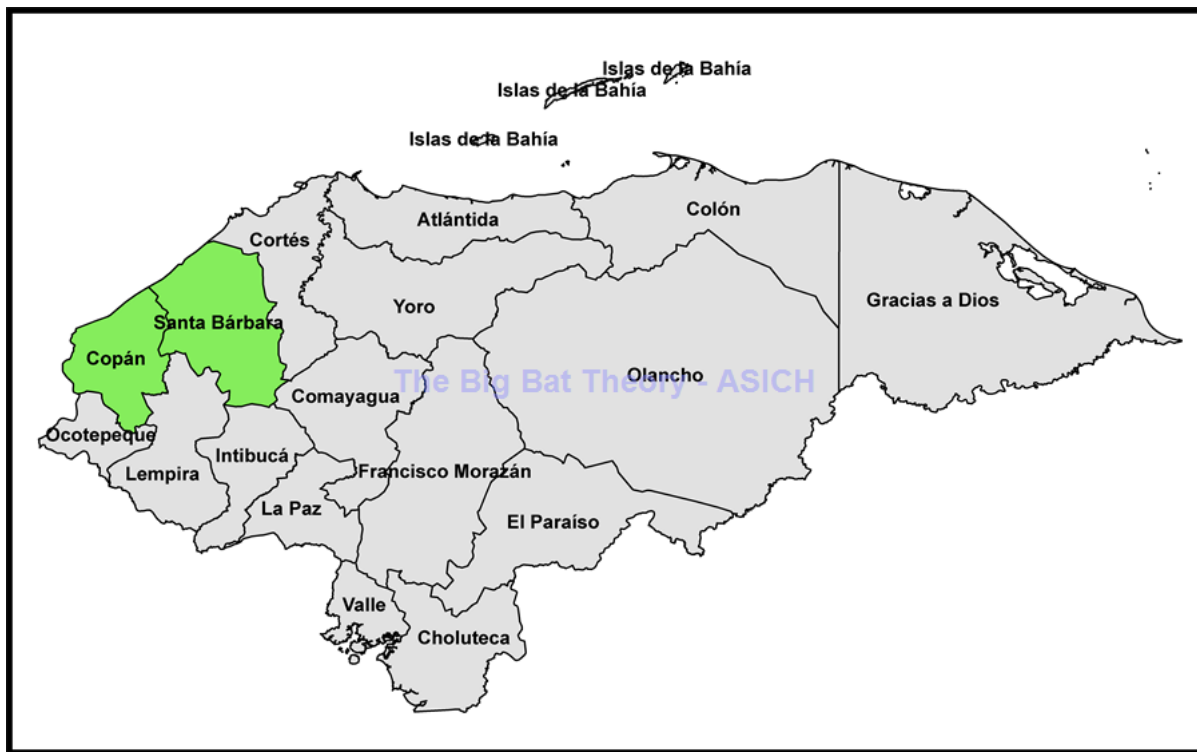 Islas de la Bahía
Islas de la Bahía
Islas de la Bahía
Atlántida
Colón
Cortés
Yoro
Gracias a Dios
Santa Bárbara
Copán
Olancho
The Big Bat Theory - ASICH
Comayagua
Ocotepeque
Intibucá
Lempira
Francisco Morazán
La Paz
El Paraíso
Valle
Choluteca